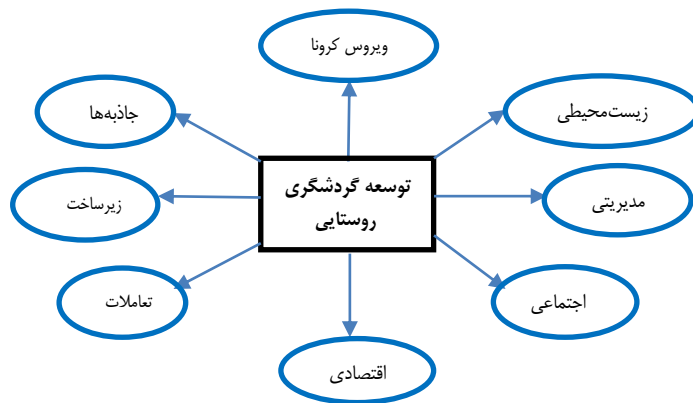 ویروس کرونا
زیست‌محیطی
جاذبه‌ها
توسعه گردشگری
روستایی
مدیریتی
زیرساخت
اجتماعی
تعاملات
اقتصادی